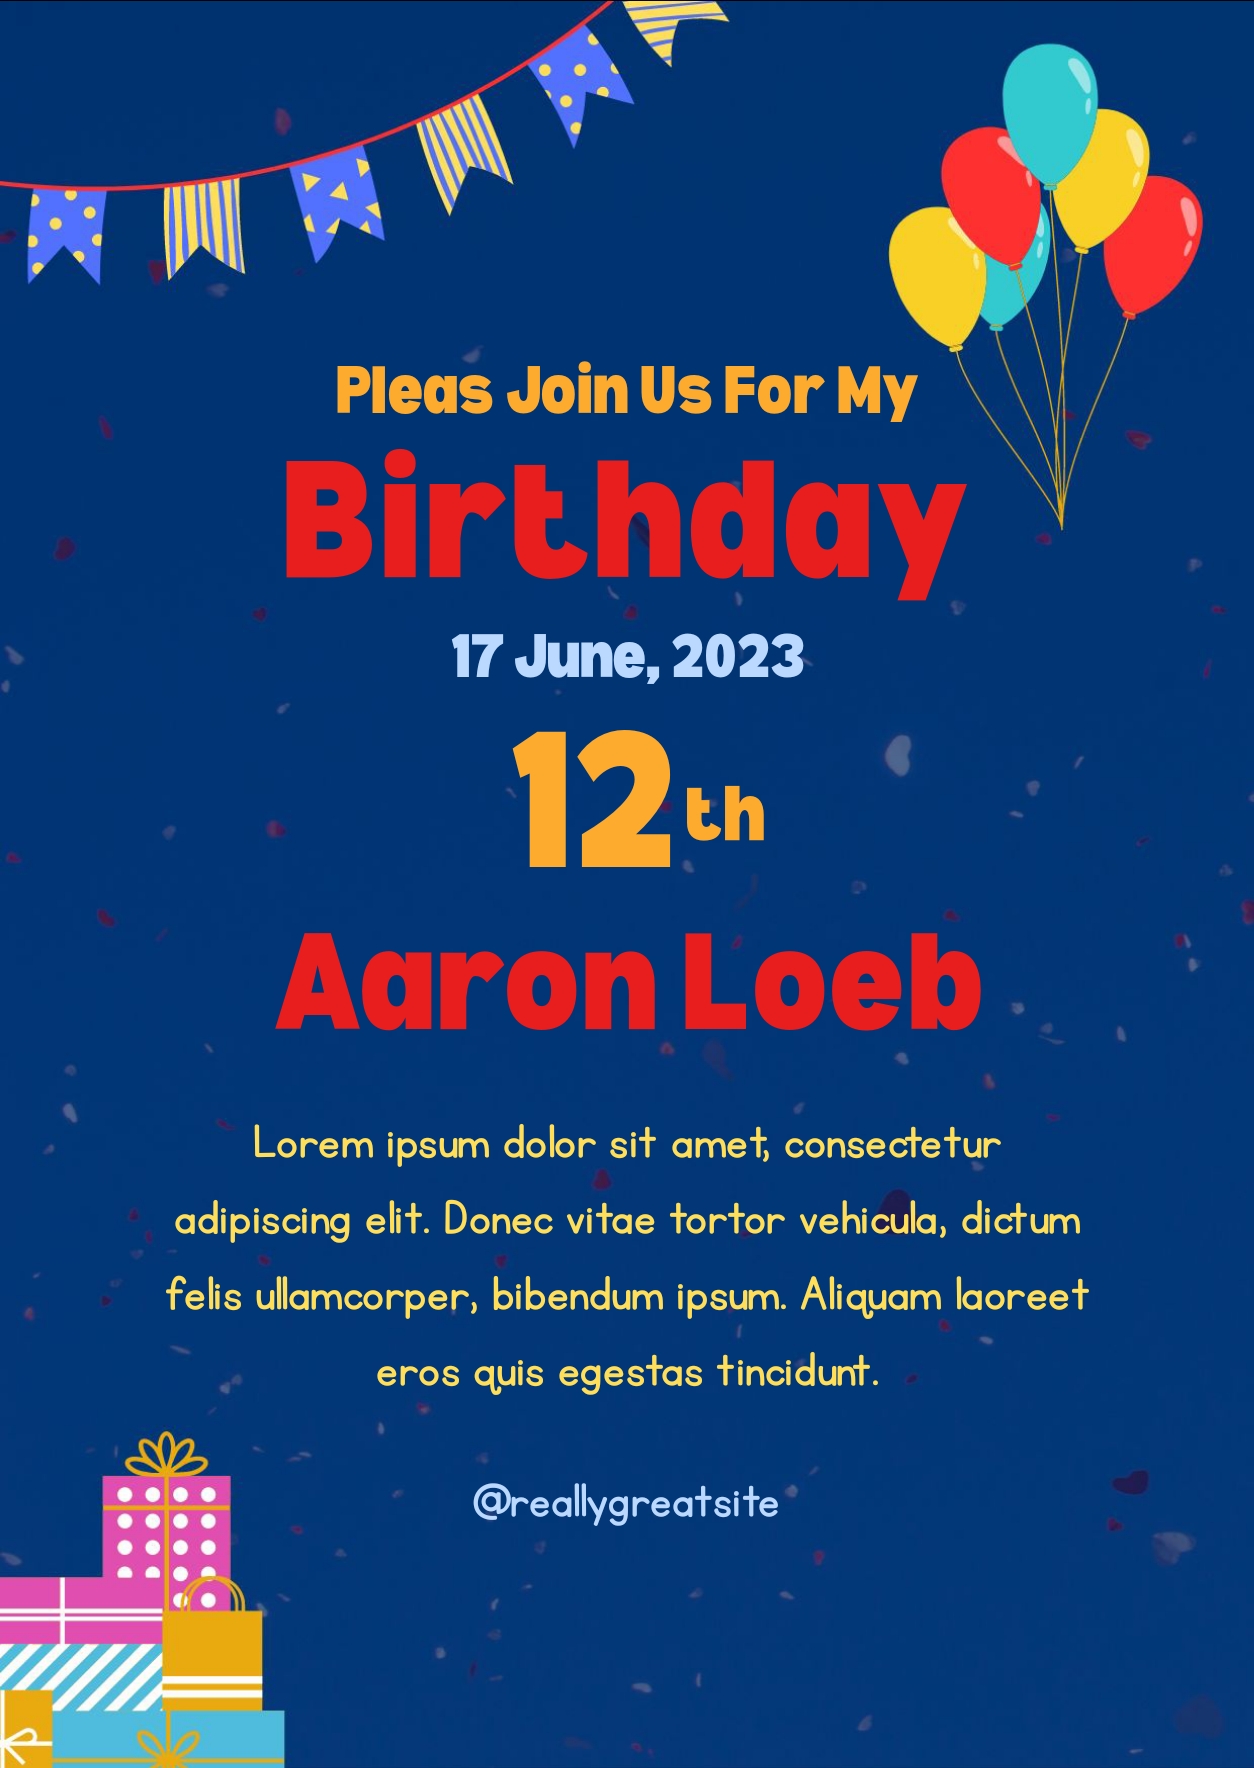 Pleas Join Us For My
Birthday
17 June, 2023
12th
Aaron Loeb
Lorem ipsum dolor sit amet, consectetur
adipiscing elit. Donec vitae tortor vehicula, dictum
felis ullamcorper, bibendum ipsum. Aliquam laoreet
eros quis egestas tincidunt.
@reallygreatsite